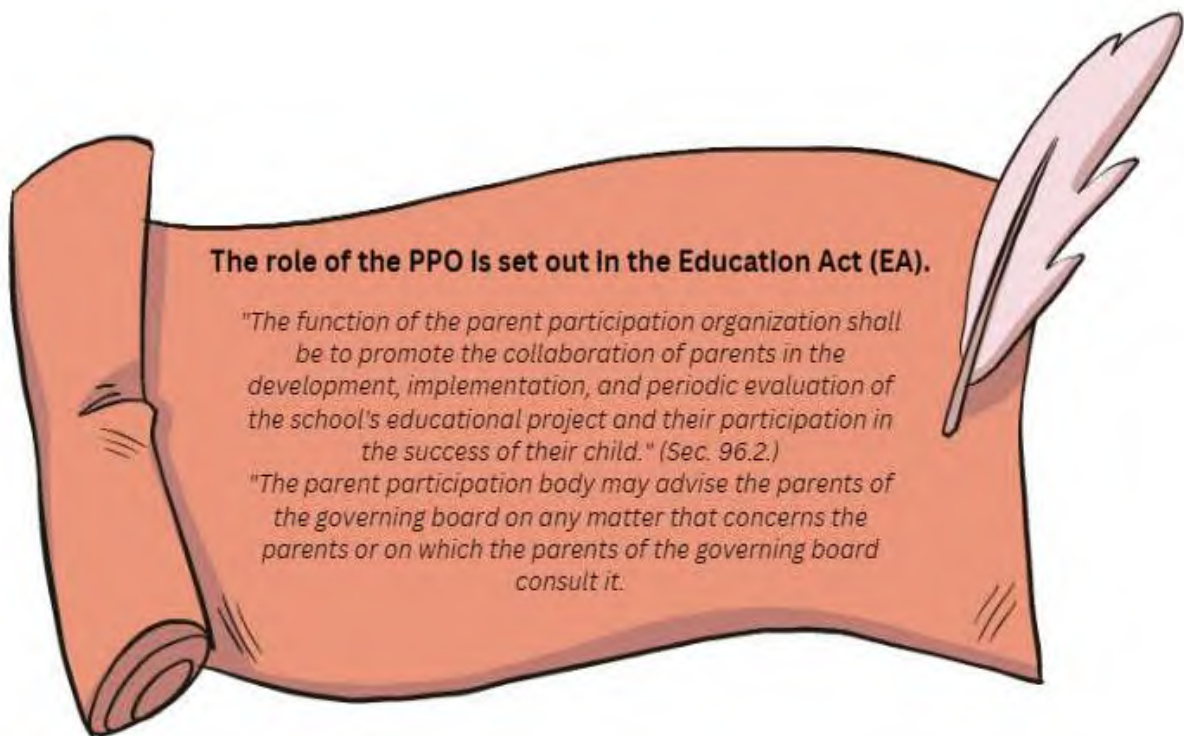 The role of the PPO is set out in the Education Act (EA).
"The function of the parent participation organization shall
be to promote the collaboration of parents in the
development, implementation, and periodic evaluation of
the school's educational project and their participation in
the success of their child." (Sec. 96.2.)
"The parent participation body may advise the parents of
the governing board on any matter that concerns the
parents or on which the parents of the governing board
consult it.